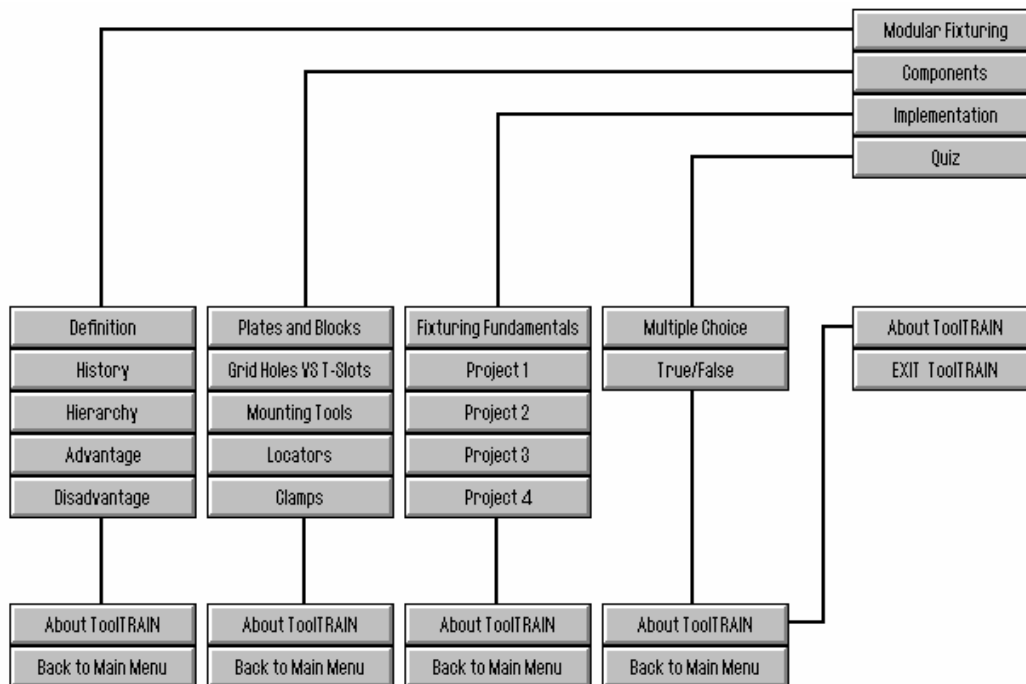 Modular Fixturing
Components
Implementation
Quiz
Definition
History
Hierarchy
Advantage
Disadvantage
Plates and Blocks
Grid Holes VS T-Slots
Mounting Tools
Locators
Clamps
Fixturing Fundamentals
Project 1
Project 2
Project 3
Project 4
Multiple Choice
True/False
About ToolTRAIN
EXIT ToolTRAIN
About ToolTRAIN
Back to Main Menu
About ToolTRAIN
Back to Main Menu
About ToolTRAIN
Back to Main Menu
About ToolTRAIN
Back to Main Menu